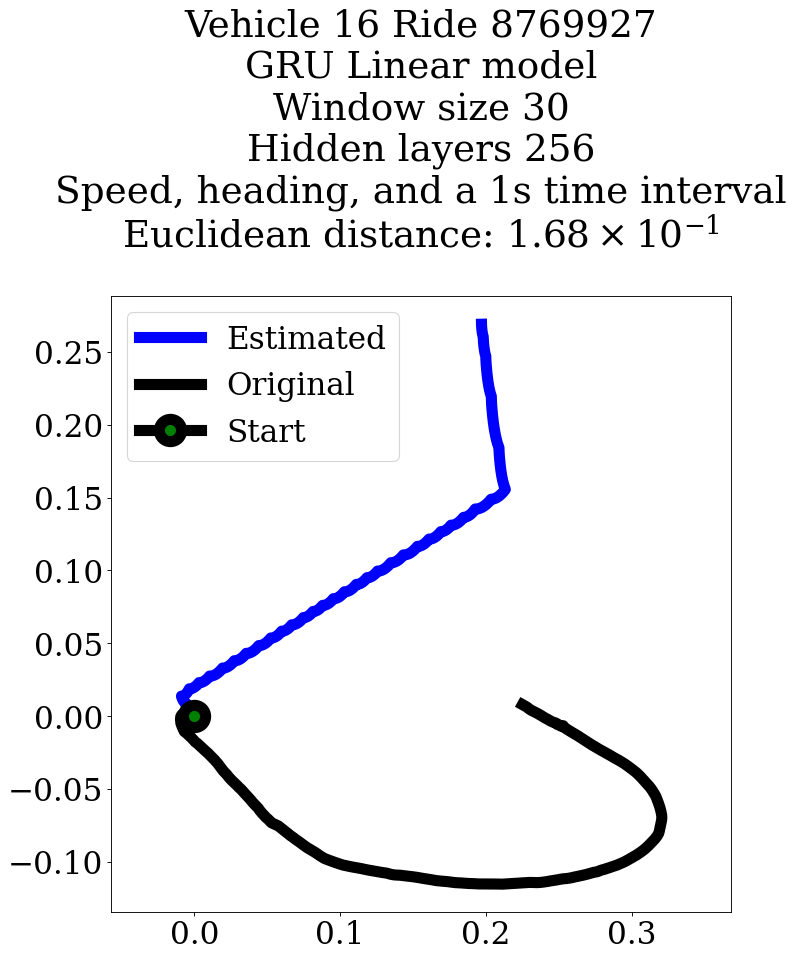 Vehicle 16 Ride 8769927
GRU Linear model
Window size 30
Hidden layers 256
Speed, heading, and a 1s time interval
Euclidean distance: 1.68 × 10⁻¹
Estimated
Original
Start
0.25
0.20
0.15
0.10
0.05
0.00
−0.05
−0.10
0.0 0.1 0.2 0.3